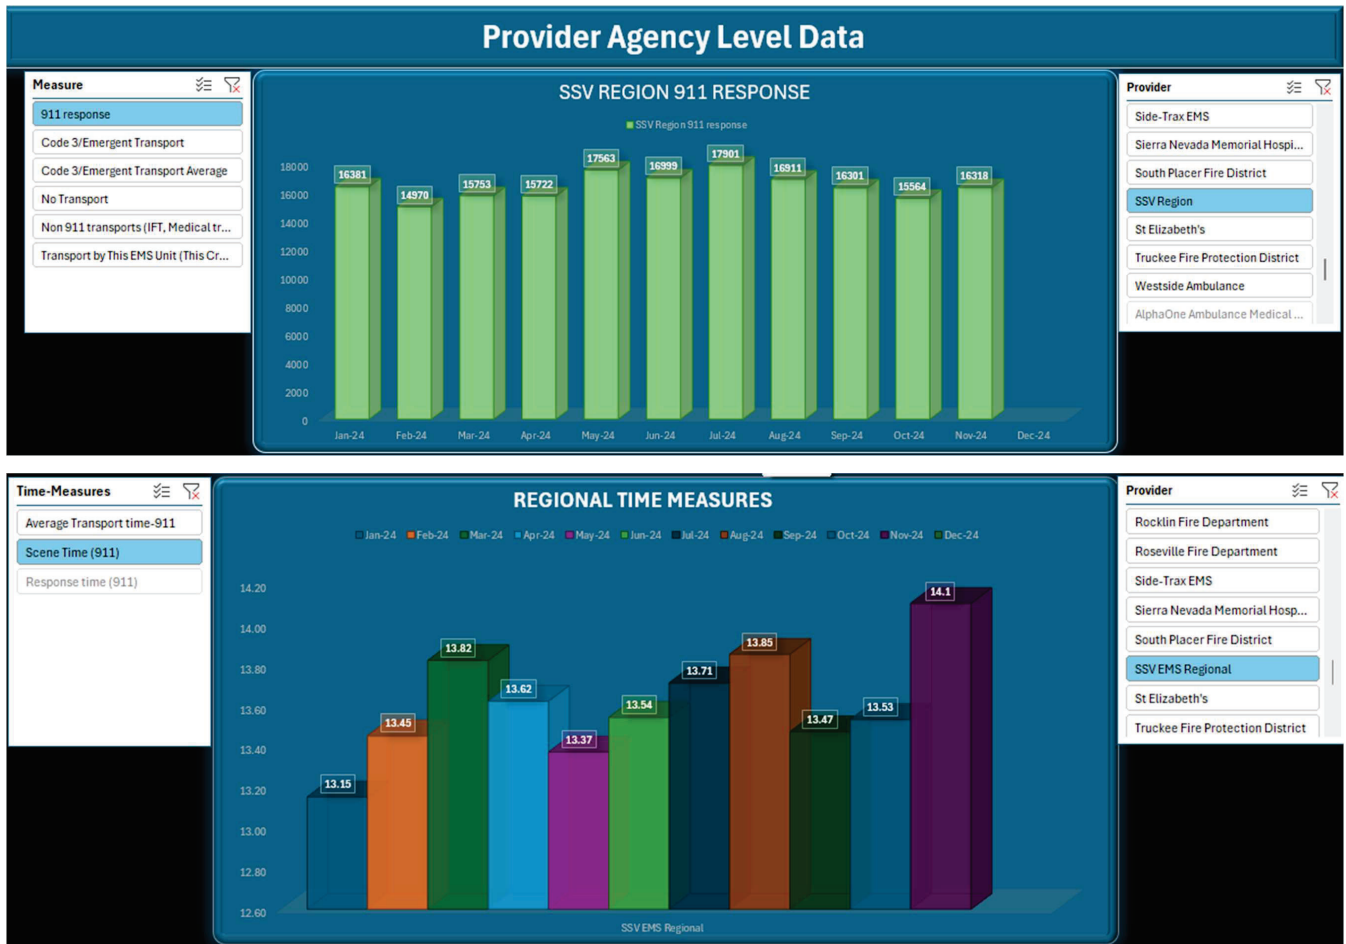 Provider Agency Level Data
Measure
911 response
Code 3/Emergent Transport
Code 3/Emergent Transport Average
No Transport
Non 911 transports (IFT, Medical tr...
Transport by This EMS Unit (This Cr...
SSV REGION 911 RESPONSE
SSV Region 911 response
18000
16000
14000
12000
10000
8000
6000
4000
2000
0
16381
14970
15753
15722
17563
16999
17901
16911
16301
15564
16318
Jan-24 Feb-24 Mar-24 Apr-24 May-24 Jun-24 Jul-24 Aug-24 Sep-24 Oct-24 Nov-24 Dec-24
Provider
Side-Trax EMS
Sierra Nevada Memorial Hospi...
South Placer Fire District
SSV Region
St Elizabeth's
Truckee Fire Protection District
Westside Ambulance
AlphaOne Ambulance Medical ...
Time-Measures
Average Transport time-911
Scene Time (911)
Response time (911)
REGIONAL TIME MEASURES
Jan-24 Feb-24 Mar-24 Apr-24 May-24 Jun-24 Jul-24 Aug-24 Sep-24 Oct-24 Nov-24 Dec-24
14.20
14.00
13.80
13.60
13.40
13.20
13.00
12.80
12.60
13.15
13.45
13.82
13.62
13.37
13.54
13.71
13.85
13.47
13.53
14.1
SSV EMS Regional
Provider
Rocklin Fire Department
Roseville Fire Department
Side-Trax EMS
Sierra Nevada Memorial Hosp...
South Placer Fire District
SSV EMS Regional
St Elizabeth's
Truckee Fire Protection District